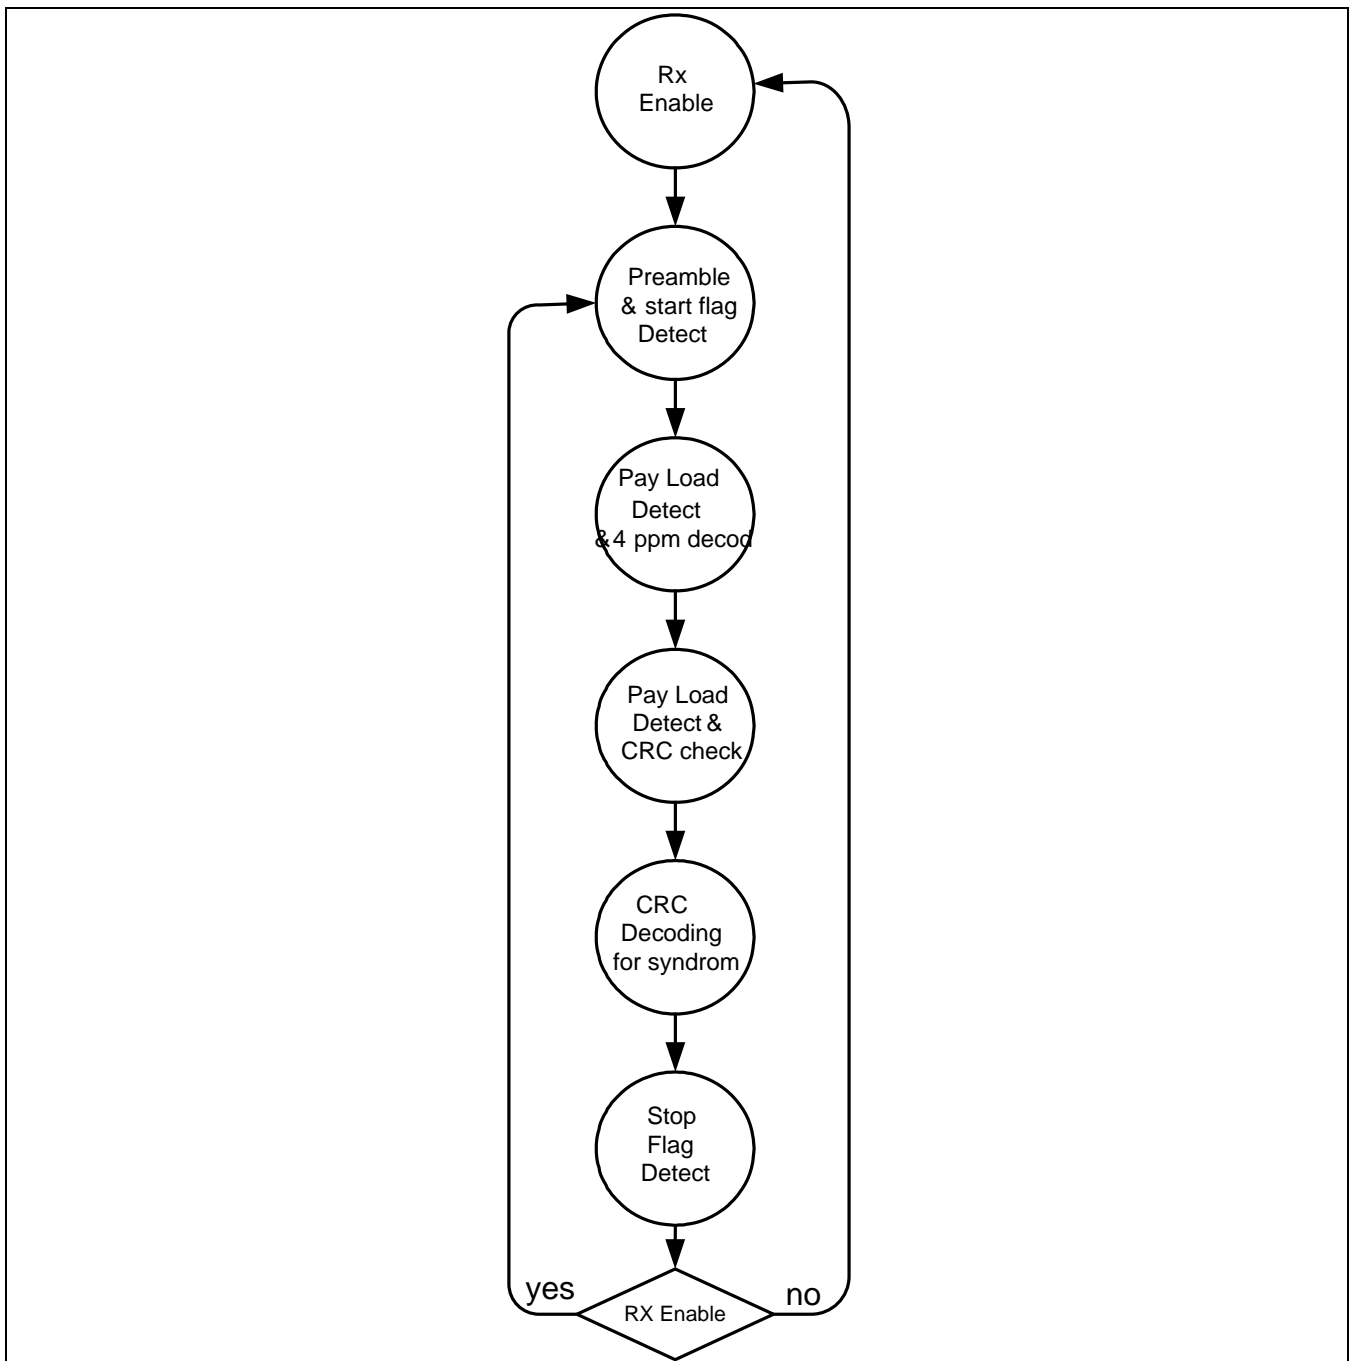 Rx
Enable
Preamble
& start flag
Detect
Pay Load
Detect
&4 ppm decod
Pay Load
Detect &
CRC check
CRC
Decoding
for syndrom
Stop
Flag
Detect
yes
RX Enable
no